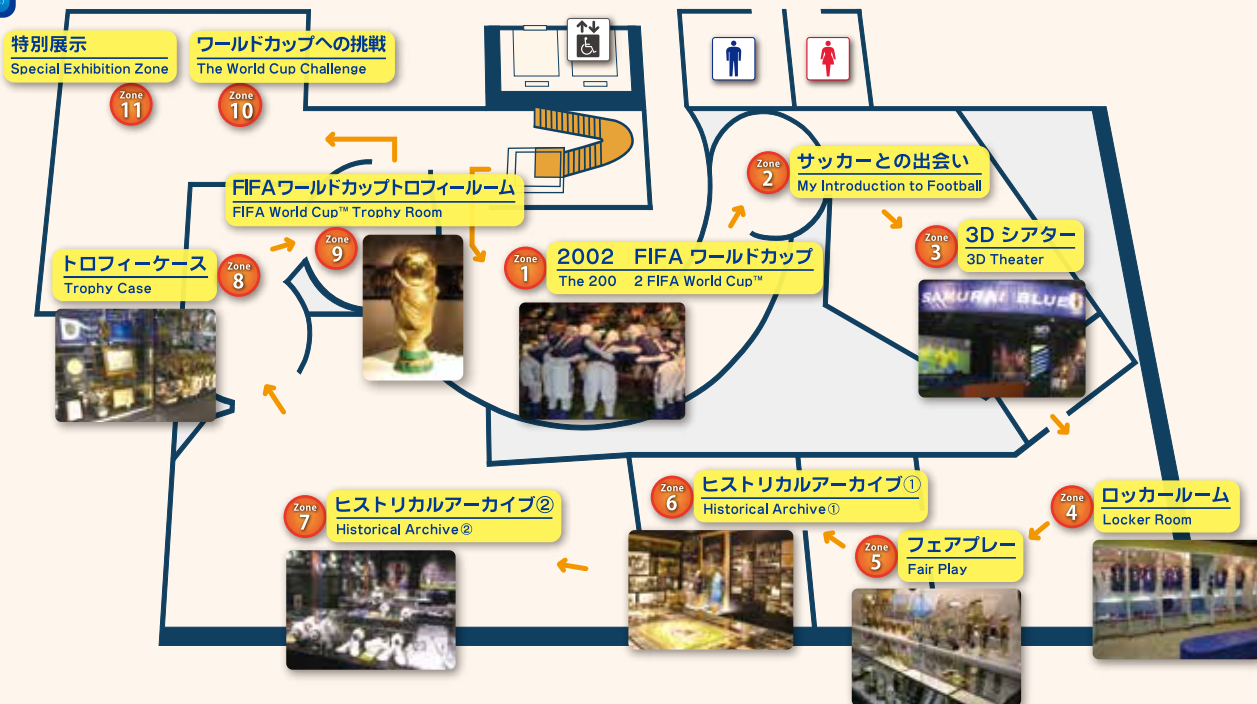 特別展示
Special Exhibition Zone
Zone
11
ワールドカップへの挑戦
The World Cup Challenge
Zone
10
FIFAワールドカップトロフィールーム
FIFA World Cup™ Trophy Room
Zone
9
トロフィーケース
Trophy Case
Zone
8
Zone
1
2002 FIFA ワールドカップ
The 200 2 FIFA World Cup™
Zone
2
サッカーとの出会い
My Introduction to Football
Zone
3
3D シアター
3D Theater
SAMURAI BLUE
Zone
4
ロッカールーム
Locker Room
Zone
5
フェアプレー
Fair Play
Zone
6
ヒストリカルアーカイブ①
Historical Archive①
Zone
7
ヒストリカルアーカイブ②
Historical Archive②